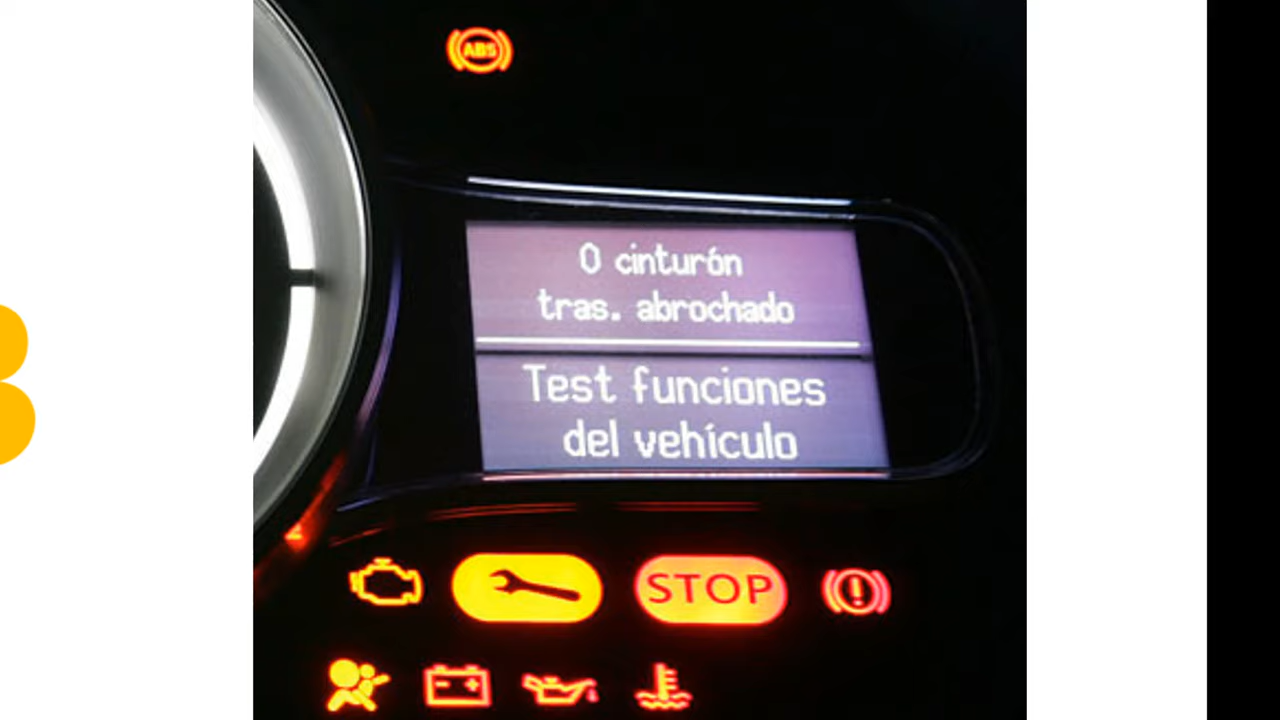 ABS
0 cinturón
tras. abrochado
Test funciones
del vehículo
STOP